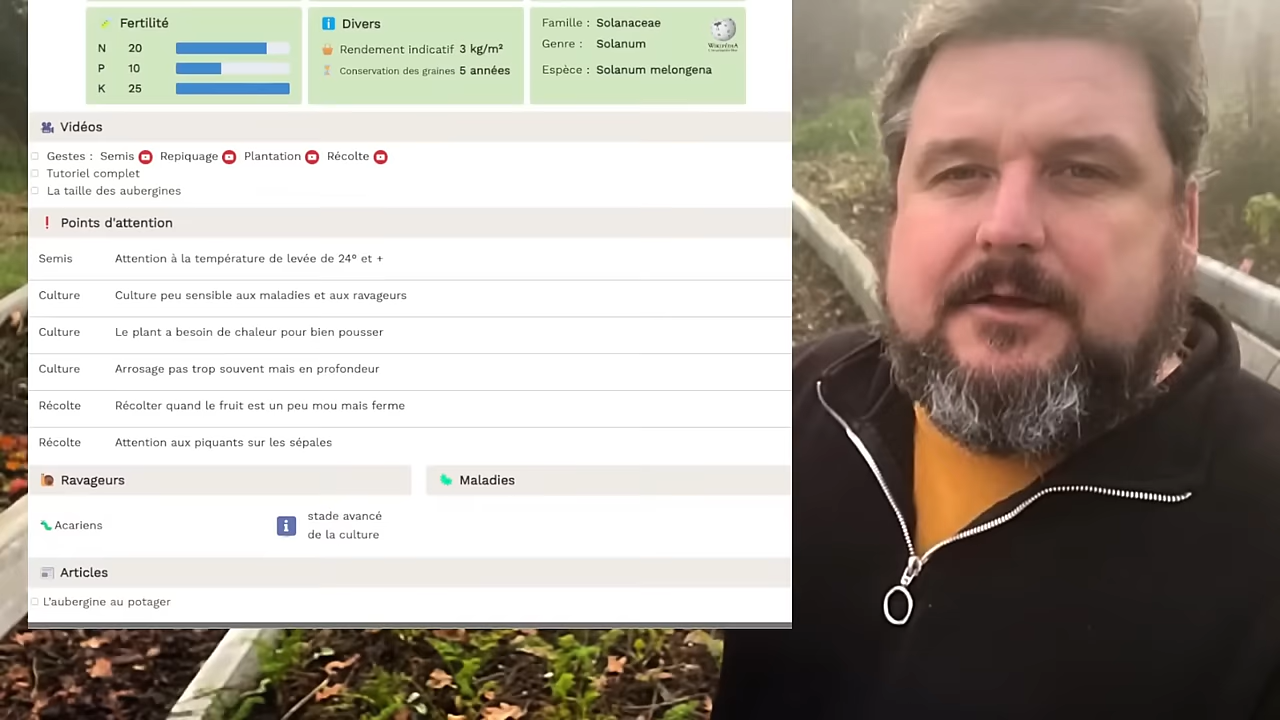 Fertilité
N 20
P 10
K 25
Divers
Rendement indicatif 3 kg/m²
Conservation des graines 5 années
Famille : Solanaceae
Genre : Solanum
Espèce : Solanum melongena
WIKIPÉDIA
Vidéos
Gestes : Semis Repiquage Plantation Récolte
Tutoriel complet
La taille des aubergines
Points d'attention
Semis Attention à la température de levée de 24° et +
Culture Culture peu sensible aux maladies et aux ravageurs
Culture Le plant a besoin de chaleur pour bien pousser
Culture Arrosage pas trop souvent mais en profondeur
Récolte Récolter quand le fruit est un peu mou mais ferme
Récolte Attention aux piquants sur les sépales
Ravageurs
Maladies
Acariens
stade avancé
de la culture
Articles
L'aubergine au potager